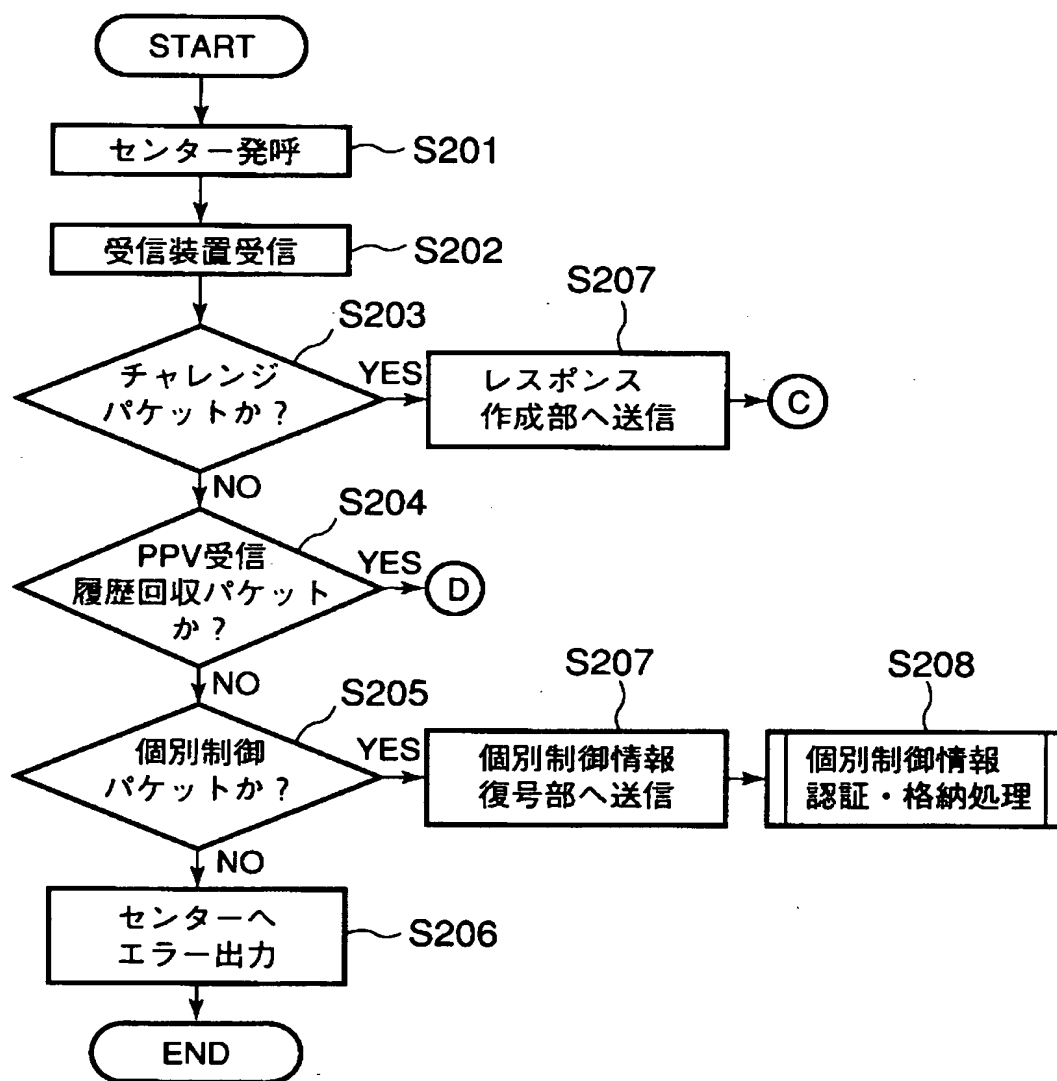 START
センター発呼
S201
受信装置受信
S202
S203
チャレンジ
パケットか？
YES
S207
レスポンス
作成部へ送信
C
NO
S204
PPV受信
履歴回収パケット
か？
YES
D
NO
S205
個別制御
パケットか？
YES
S207
個別制御情報
復号部へ送信
S208
個別制御情報
認証・格納処理
NO
センターへ
エラー出力
S206
END